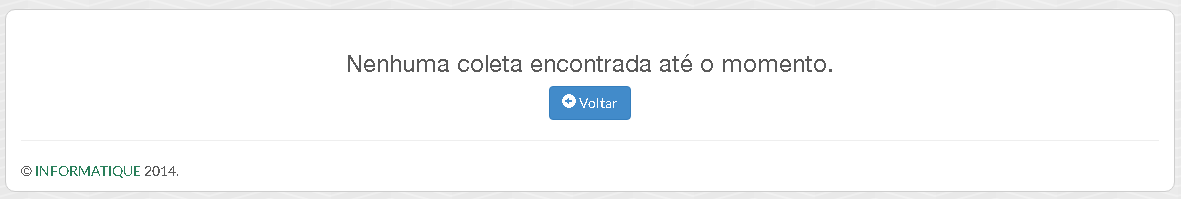 Nenhuma coleta encontrada até o momento.
Voltar
© INFORMATIQUE 2014.